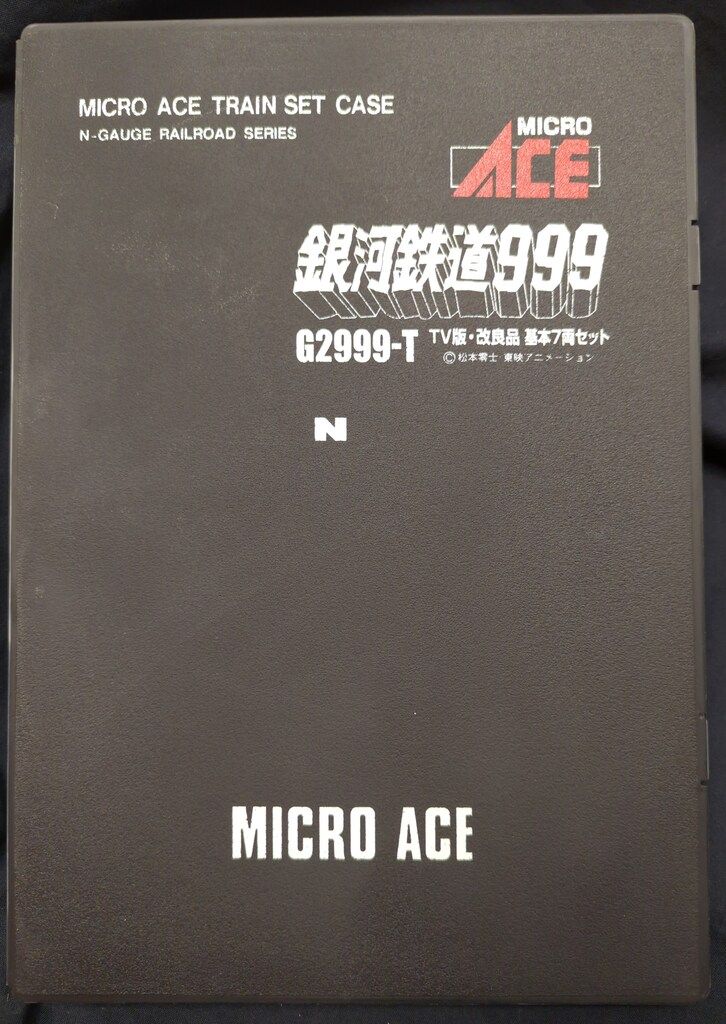 MICRO ACE TRAIN SET CASE
N-GAUGE RAILROAD SERIES
MICRO
ACE
銀河鉄道999
G2999-T TV版・改良品 基本7両セット
©松本零士 東映アニメーション
N
MICRO ACE